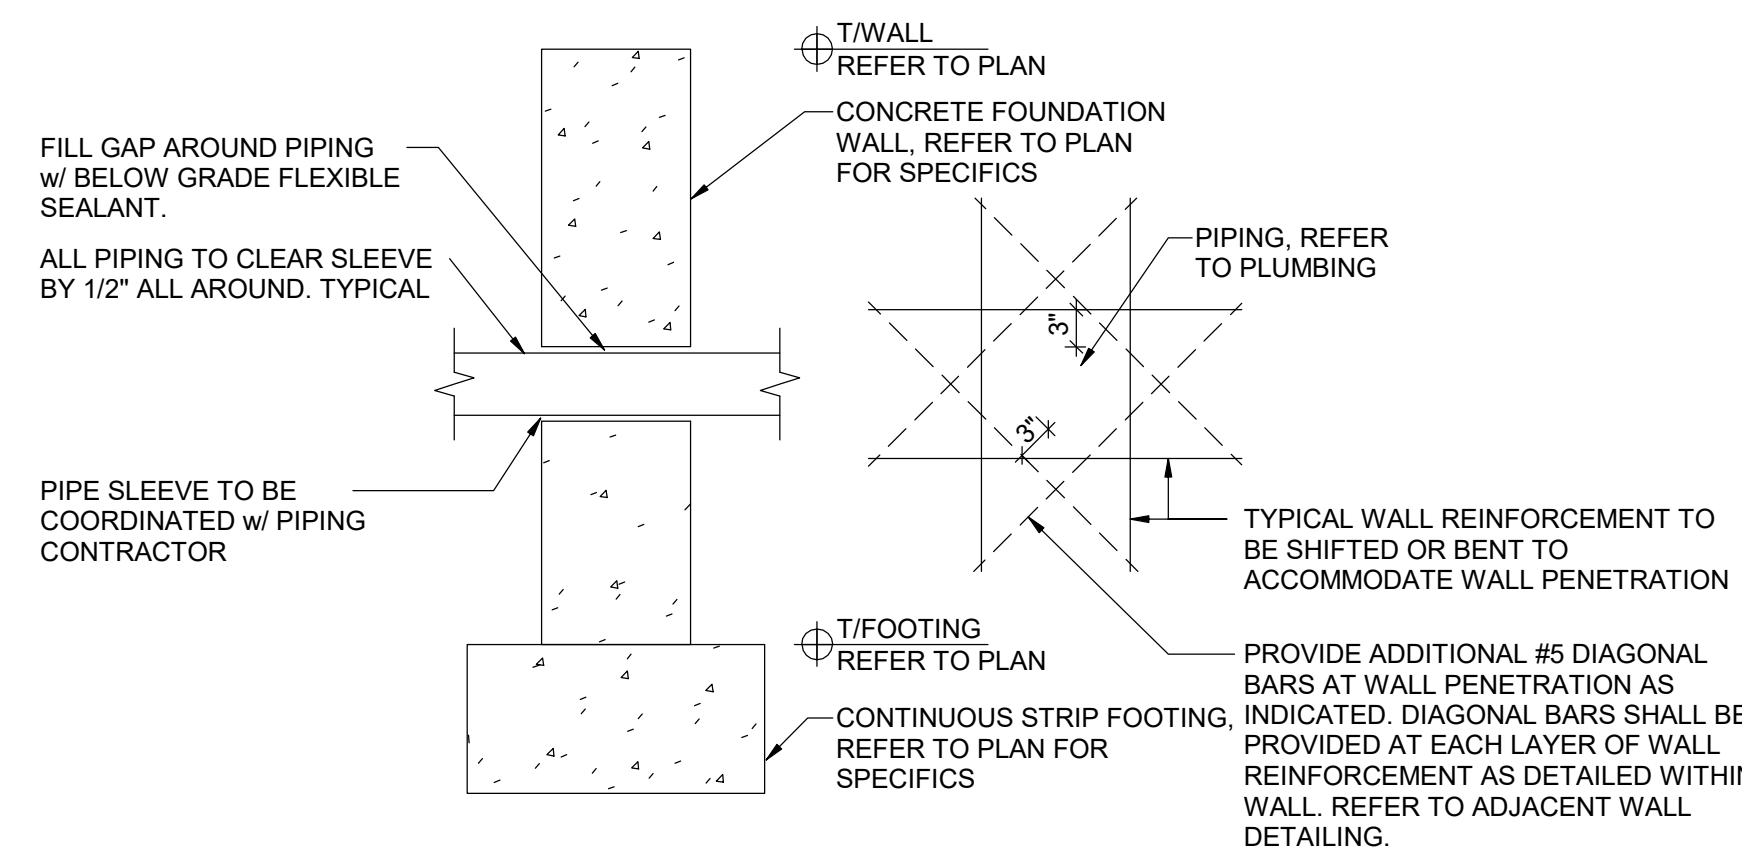 T/WALL
REFER TO PLAN
CONCRETE FOUNDATION
WALL, REFER TO PLAN
FOR SPECIFICS
FILL GAP AROUND PIPING
w/ BELOW GRADE FLEXIBLE
SEALANT.
ALL PIPING TO CLEAR SLEEVE
BY 1/2" ALL AROUND. TYPICAL
PIPING, REFER
TO PLUMBING
3"
3"
PIPE SLEEVE TO BE
COORDINATED w/ PIPING
CONTRACTOR
TYPICAL WALL REINFORCEMENT TO
BE SHIFTED OR BENT TO
ACCOMMODATE WALL PENETRATION
T/FOOTING
REFER TO PLAN
CONTINUOUS STRIP FOOTING,
REFER TO PLAN FOR
SPECIFICS
PROVIDE ADDITIONAL #5 DIAGONAL
BARS AT WALL PENETRATION AS
INDICATED. DIAGONAL BARS SHALL BE
PROVIDED AT EACH LAYER OF WALL
REINFORCEMENT AS DETAILED WITHIN
WALL. REFER TO ADJACENT WALL
DETAILING.